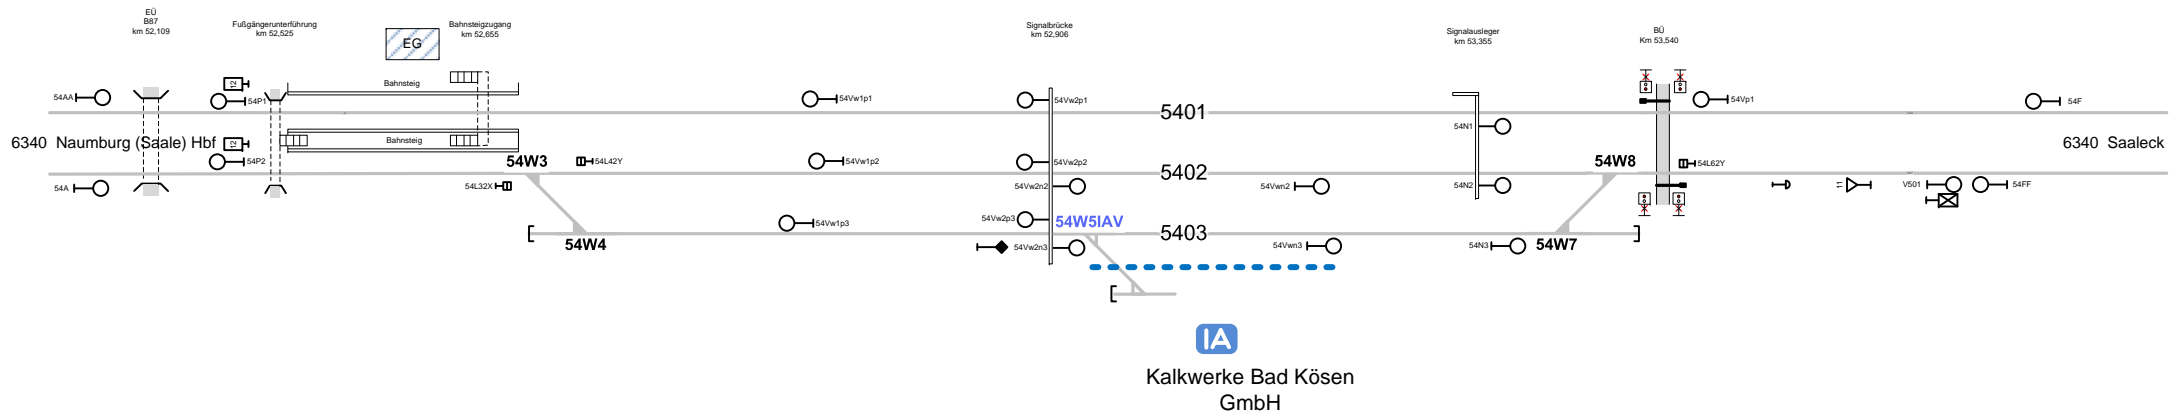 EÜ
B87
km 52,109
Fußgängerunterführung
km 52,525
EG
Bahnsteigzugang
km 52,655
Signalbrücke
km 52,906
Signalausleger
km 53,355
BÜ
Km 53,540
54AA
12
54P1
Bahnsteig
54Vw1p1
54Vw2p1
5401
54N1
54Vp1
54F
6340 Naumburg (Saale) Hbf
12
Bahnsteig
6340 Saaleck
54P2
54W3
54L42Y
54Vw1p2
54Vw2p2
5402
54W8
54L62Y
54A
54L32X
54Vw2n2
54Vwn2
54N2
11
V501
54FF
54Vw1p3
54Vw2p3
54W5IAV
5403
54W4
54Vw2n3
54Vwn3
54N3
54W7
IA
Kalkwerke Bad Kösen
GmbH